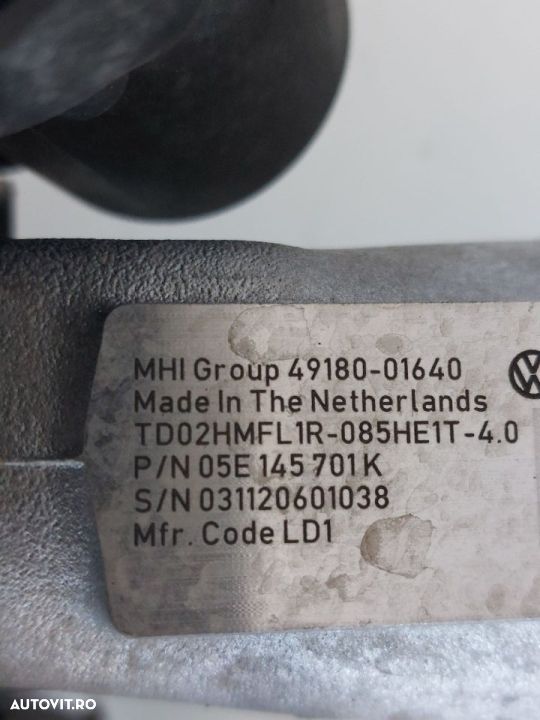 MHI Group 49180-01640
Made In The Netherlands
TD02HMFL1R-085HE1T-4.0
P/N 05E 145 701 K
S/N 031120601038
Mfr. Code LD1
AUTOVIT.RO